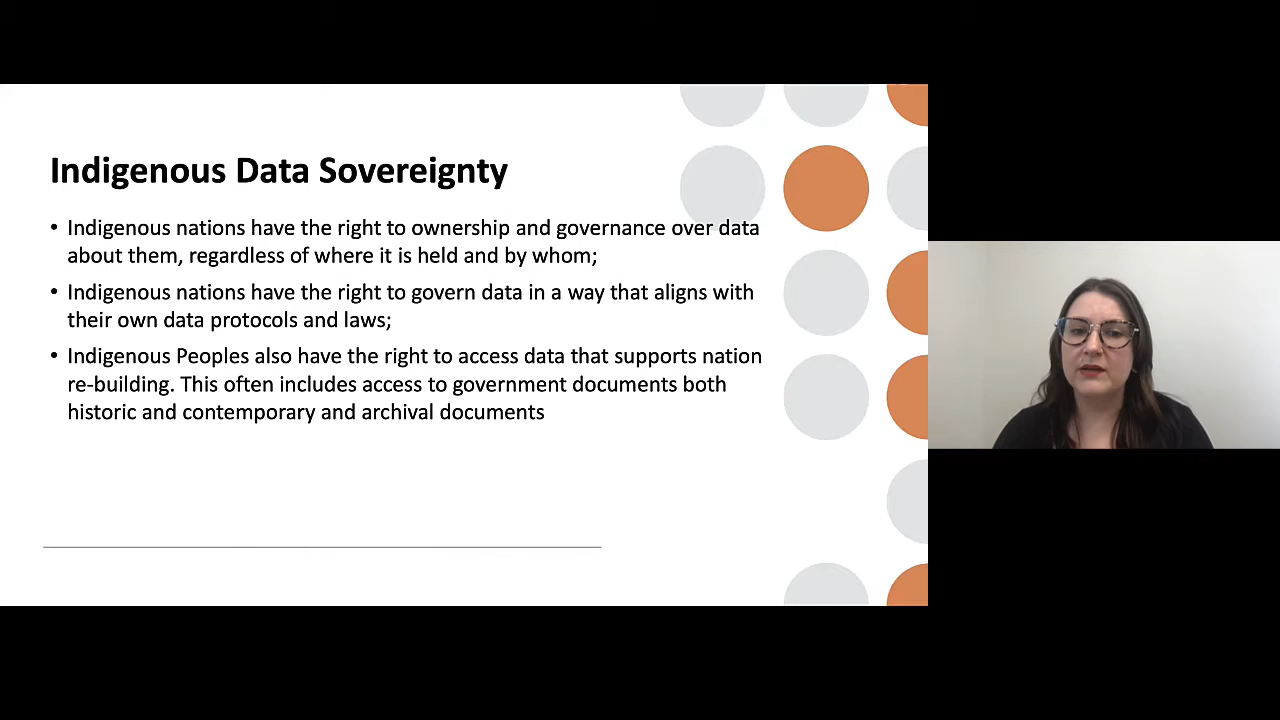 Indigenous Data Sovereignty
• Indigenous nations have the right to ownership and governance over data
about them, regardless of where it is held and by whom;
• Indigenous nations have the right to govern data in a way that aligns with
their own data protocols and laws;
• Indigenous Peoples also have the right to access data that supports nation
re-building. This often includes access to government documents both
historic and contemporary and archival documents